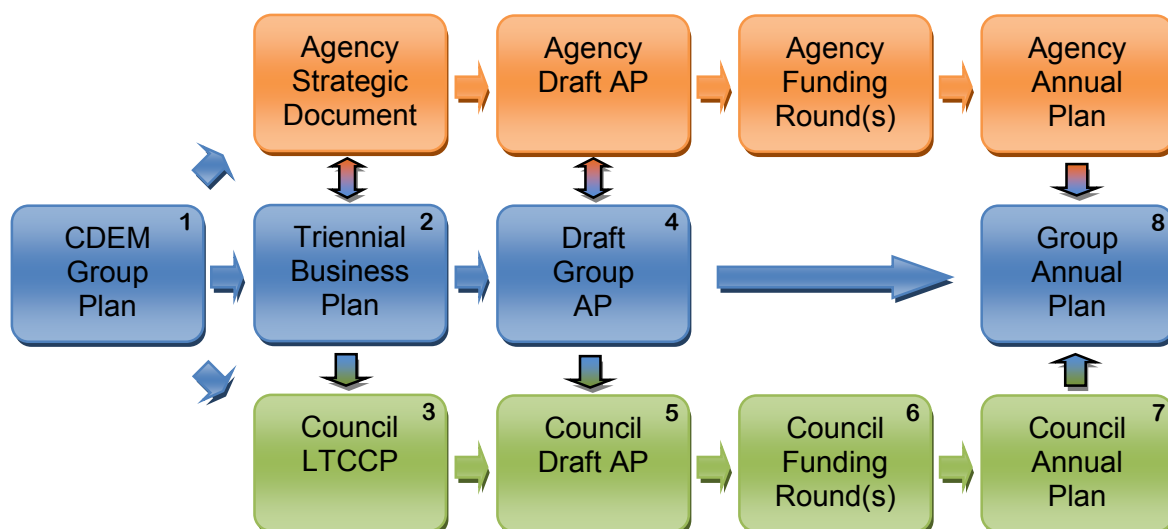 Agency
Strategic
Document
Agency
Draft AP
Agency
Funding
Round(s)
Agency
Annual
Plan
1
CDEM
Group
Plan
2
Triennial
Business
Plan
4
Draft
Group
AP
8
Group
Annual
Plan
3
Council
LTCCP
5
Council
Draft AP
6
Council
Funding
Round(s)
7
Council
Annual
Plan